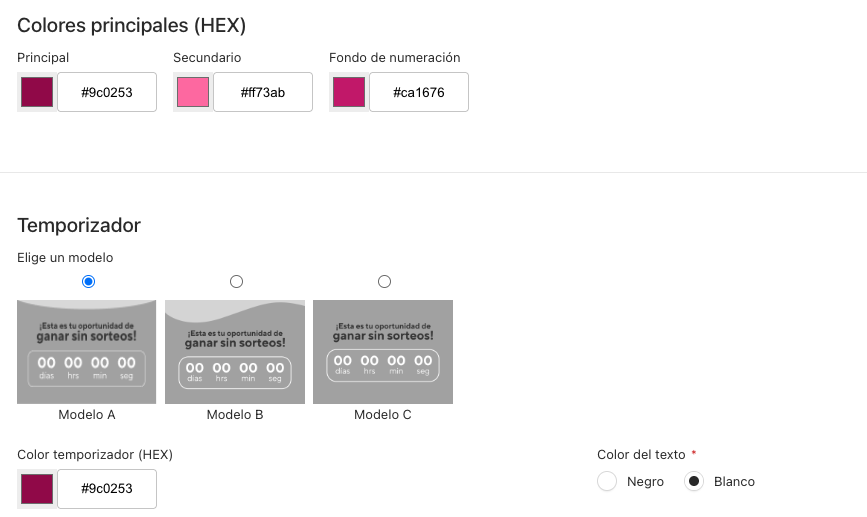 Colores principales (HEX)
Principal
Secundario
Fondo de numeración
#9c0253
#ff73ab
#ca1676
Temporizador
Elige un modelo
¡Esta es tu oportunidad de
ganar sin sorteos!
00 00 00 00
días hrs min seg
¡Esta es tu oportunidad de
ganar sin sorteos!
00 00 00 00
días hrs min seg
¡Esta es tu oportunidad de
ganar sin sorteos!
00 00 00 00
días hrs min seg
Modelo A
Modelo B
Modelo C
Color temporizador (HEX)
#9c0253
Color del texto *
Negro
Blanco